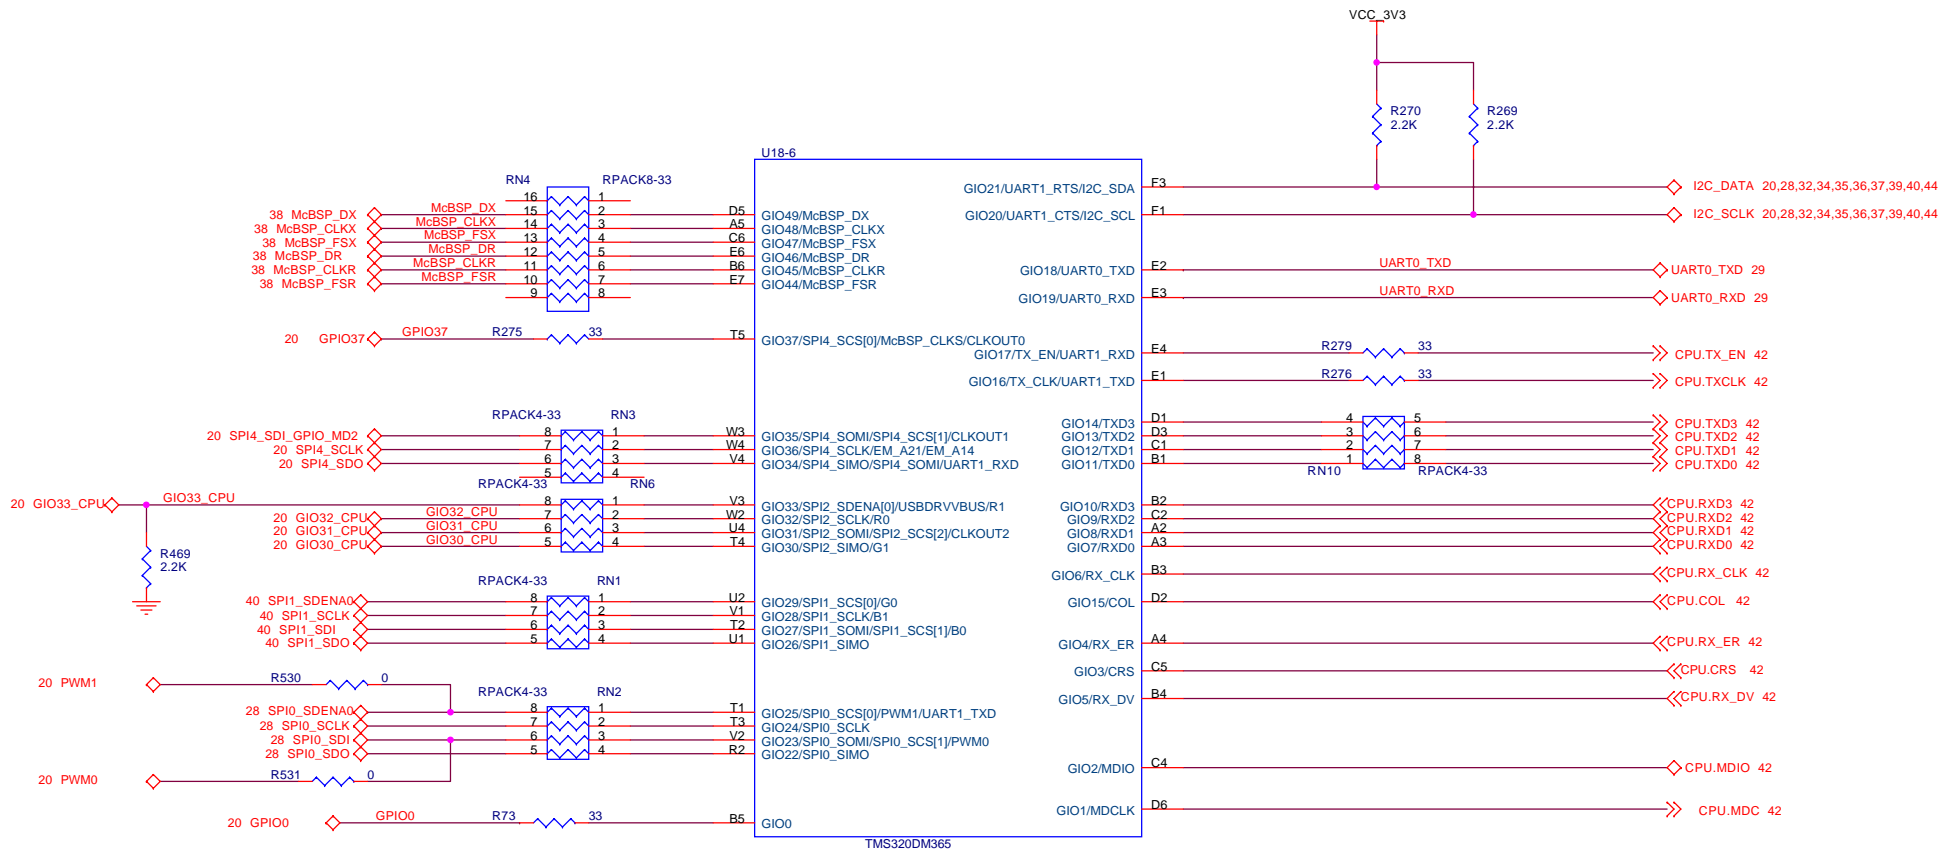 VCC_3V3
R270
2.2K
R269
2.2K
U18-6
RN4
RPACK8-33
16 1
38 McBSP_DX McBSP_DX 15 2 D5 GIO49/McBSP_DX
38 McBSP_CLKX McBSP_CLKX 14 3 A5 GIO48/McBSP_CLKX
38 McBSP_FSX McBSP_FSX 13 4 C6 GIO47/McBSP_FSX
38 McBSP_DR McBSP_DR 12 5 E6 GIO46/McBSP_DR
38 McBSP_CLKR McBSP_CLKR 11 6 B6 GIO45/McBSP_CLKR
38 McBSP_FSR McBSP_FSR 10 7 E7 GIO44/McBSP_FSR
9 8
20 GPIO37 GPIO37 R275 33 T5 GIO37/SPI4_SCS[0]/McBSP_CLKS/CLKOUT0
RPACK4-33 RN3
20 SPI4_SDI_GPIO_MD2 8 1 W3 GIO35/SPI4_SOMI/SPI4_SCS[1]/CLKOUT1
20 SPI4_SCLK 7 2 W4 GIO36/SPI4_SCLK/EM_A21/EM_A14
20 SPI4_SDO 6 3 V4 GIO34/SPI4_SIMO/SPI4_SOMI/UART1_RXD
5 4
RPACK4-33 RN6
20 GIO33_CPU GIO33_CPU 8 1 V3 GIO33/SPI2_SDENA[0]/USBDRVVBUS/R1
20 GIO32_CPU GIO32_CPU 7 2 W2 GIO32/SPI2_SCLK/R0
20 GIO31_CPU GIO31_CPU 6 3 U4 GIO31/SPI2_SOMI/SPI2_SCS[2]/CLKOUT2
20 GIO30_CPU GIO30_CPU 5 4 T4 GIO30/SPI2_SIMO/G1
R469
2.2K
RPACK4-33 RN1
40 SPI1_SDENA0 8 1 U2 GIO29/SPI1_SCS[0]/G0
40 SPI1_SCLK 7 2 V1 GIO28/SPI1_SCLK/B1
40 SPI1_SDI 6 3 T2 GIO27/SPI1_SOMI/SPI1_SCS[1]/B0
40 SPI1_SDO 5 4 U1 GIO26/SPI1_SIMO
20 PWM1 R530 0
RPACK4-33 RN2
28 SPI0_SDENA0 8 1 T1 GIO25/SPI0_SCS[0]/PWM1/UART1_TXD
28 SPI0_SCLK 7 2 T3 GIO24/SPI0_SCLK
28 SPI0_SDI 6 3 V2 GIO23/SPI0_SOMI/SPI0_SCS[1]/PWM0
28 SPI0_SDO 5 4 R2 GIO22/SPI0_SIMO
20 PWM0 R531 0
20 GPIO0 GPIO0 R73 33 B5 GIO0
GIO21/UART1_RTS/I2C_SDA F3 I2C_DATA 20,28,32,34,35,36,37,39,40,44
GIO20/UART1_CTS/I2C_SCL F1 I2C_SCLK 20,28,32,34,35,36,37,39,40,44
GIO18/UART0_TXD E2 UART0_TXD UART0_TXD 29
GIO19/UART0_RXD E3 UART0_RXD UART0_RXD 29
GIO17/TX_EN/UART1_RXD E4 R279 33 CPU.TX_EN 42
GIO16/TX_CLK/UART1_TXD E1 R276 33 CPU.TXCLK 42
GIO14/TXD3 D1 4 5 CPU.TXD3 42
GIO13/TXD2 D3 3 6 CPU.TXD2 42
GIO12/TXD1 C1 2 7 CPU.TXD1 42
GIO11/TXD0 B1 1 8 CPU.TXD0 42
RN10 RPACK4-33
GIO10/RXD3 B2 CPU.RXD3 42
GIO9/RXD2 C2 CPU.RXD2 42
GIO8/RXD1 A2 CPU.RXD1 42
GIO7/RXD0 A3 CPU.RXD0 42
GIO6/RX_CLK B3 CPU.RX_CLK 42
GIO15/COL D2 CPU.COL 42
GIO4/RX_ER A4 CPU.RX_ER 42
GIO3/CRS C5 CPU.CRS 42
GIO5/RX_DV B4 CPU.RX_DV 42
GIO2/MDIO C4 CPU.MDIO 42
GIO1/MDCLK D6 CPU.MDC 42
TMS320DM365